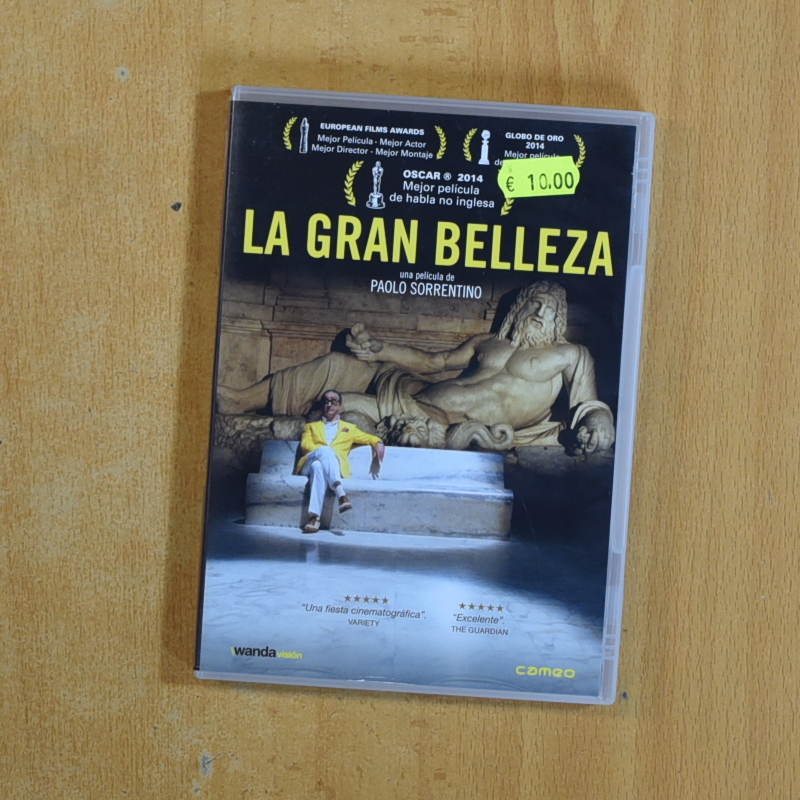 EUROPEAN FILMS AWARDS
Mejor Película - Mejor Actor
Mejor Director - Mejor Montaje
GLOBO DE ORO
2014
Mejor película
de
OSCAR ® 2014
Mejor película
de habla no inglesa
€ 10.00
LA GRAN BELLEZA
una película de
PAOLO SORRENTINO
"Una fiesta cinematográfica".
VARIETY
"Excelente".
THE GUARDIAN
wanda visión
cameo